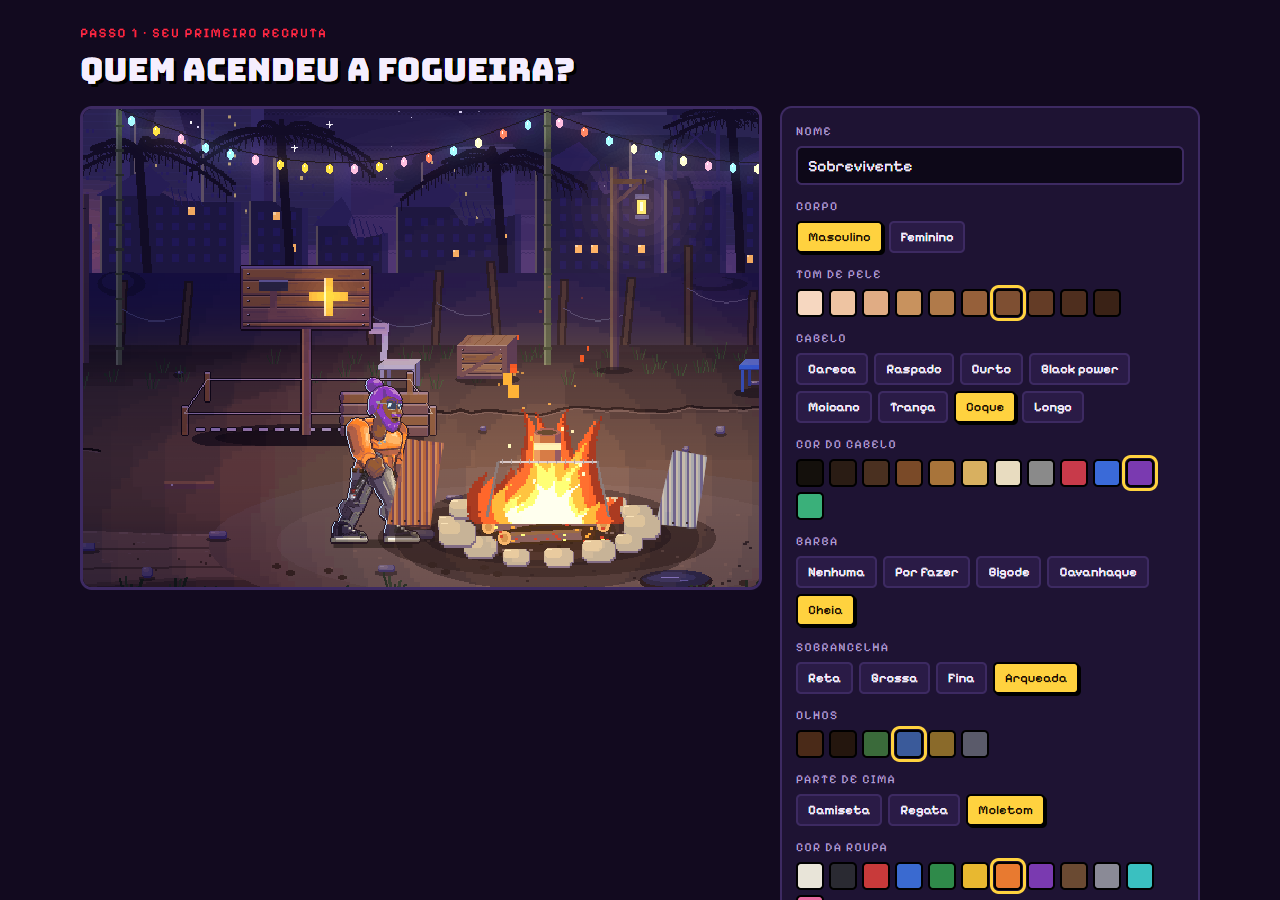 PASSO 1 · SEU PRIMEIRO RECRUTA
QUEM ACENDEU A FOGUEIRA?
NOME
Sobrevivente
CORPO
Masculino
Feminino
TOM DE PELE
CABELO
Careca
Raspado
Curto
Black power
Moicano
Trança
Coque
Longo
COR DO CABELO
BARBA
Nenhuma
Por fazer
Bigode
Cavanhaque
Cheia
SOBRANCELHA
Reta
Grossa
Fina
Arqueada
OLHOS
PARTE DE CIMA
Camiseta
Regata
Moletom
COR DA ROUPA